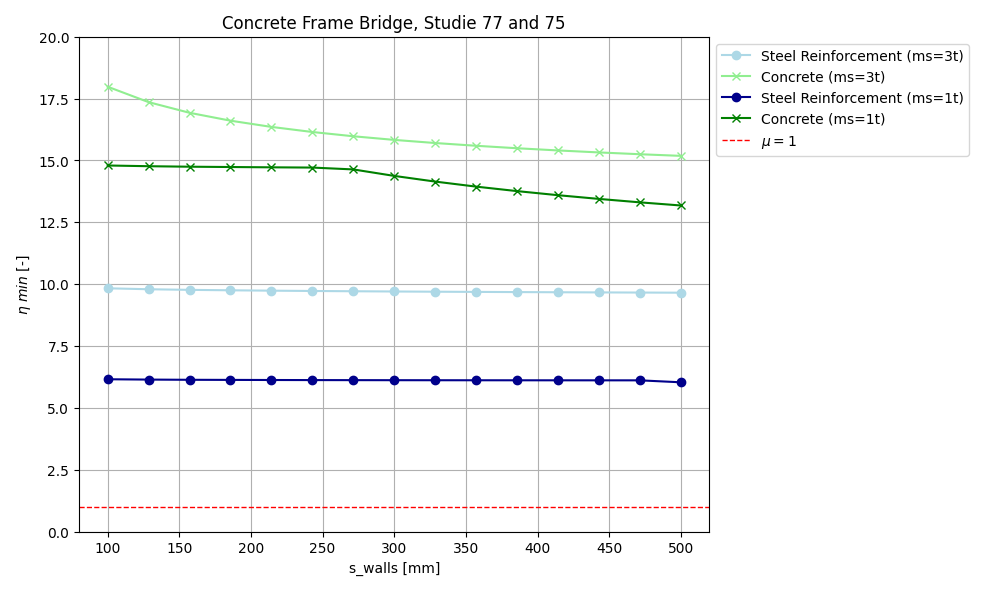 Concrete Frame Bridge, Studie 77 and 75
20.0
17.5
15.0
12.5
10.0
7.5
5.0
2.5
0.0
η min [-]
100 150 200 250 300 350 400 450 500
s_walls [mm]
Steel Reinforcement (ms=3t)
Concrete (ms=3t)
Steel Reinforcement (ms=1t)
Concrete (ms=1t)
μ = 1